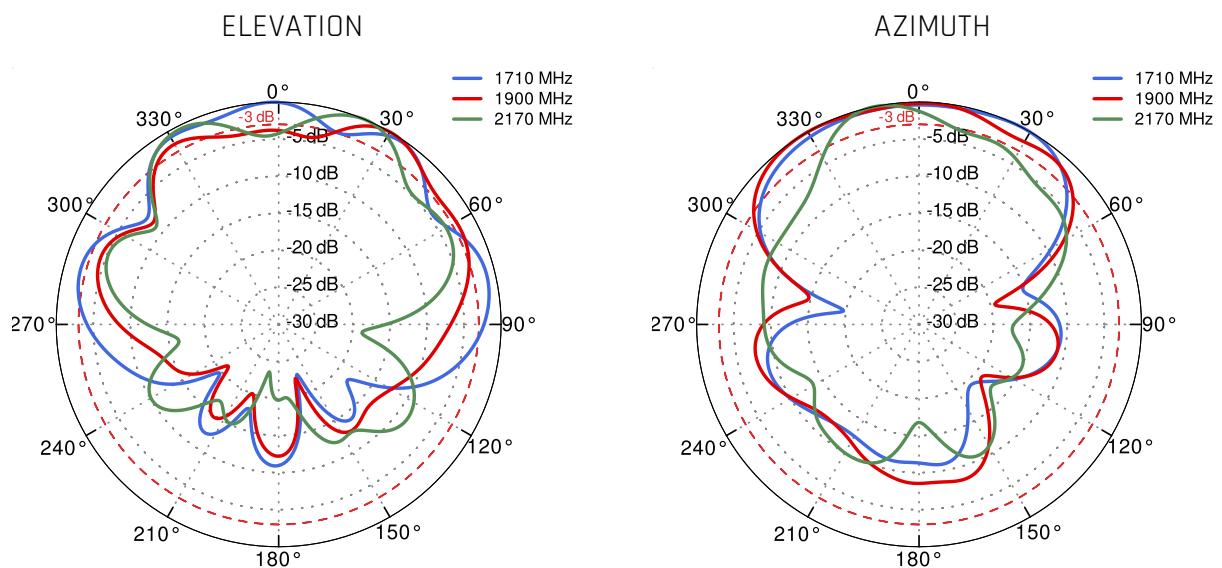 ELEVATION
1710 MHz
1900 MHz
2170 MHz
0°
330°
30°
-3 dB
-5 dB
-10 dB
300°
60°
-15 dB
-20 dB
-25 dB
270°
-30 dB
90°
240°
120°
210°
150°
180°
AZIMUTH
1710 MHz
1900 MHz
2170 MHz
0°
330°
30°
-3 dB
-5 dB
-10 dB
300°
60°
-15 dB
-20 dB
-25 dB
270°
-30 dB
90°
240°
120°
210°
150°
180°